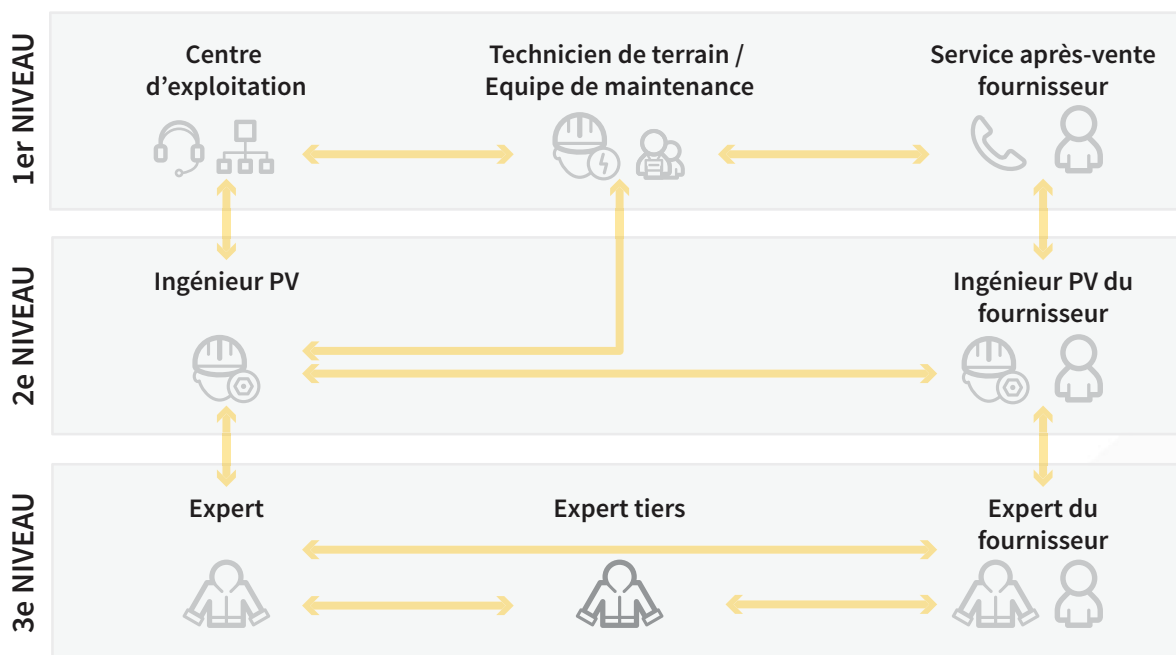 1er NIVEAU
Centre
d’exploitation
Technicien de terrain /
Equipe de maintenance
Service après-vente
fournisseur
2e NIVEAU
Ingénieur PV
Ingénieur PV du
fournisseur
3e NIVEAU
Expert
Expert tiers
Expert du
fournisseur